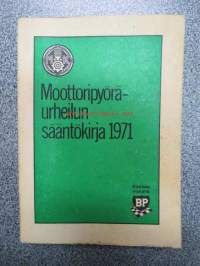 Moottoripyörä-
urheilun
sääntökirja 1971
BP